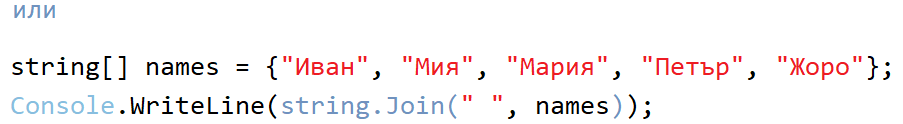 или
string[] names = {"Иван", "Мия", "Мария", "Петър", "Жоро"};
Console.WriteLine(string.Join(" ", names));